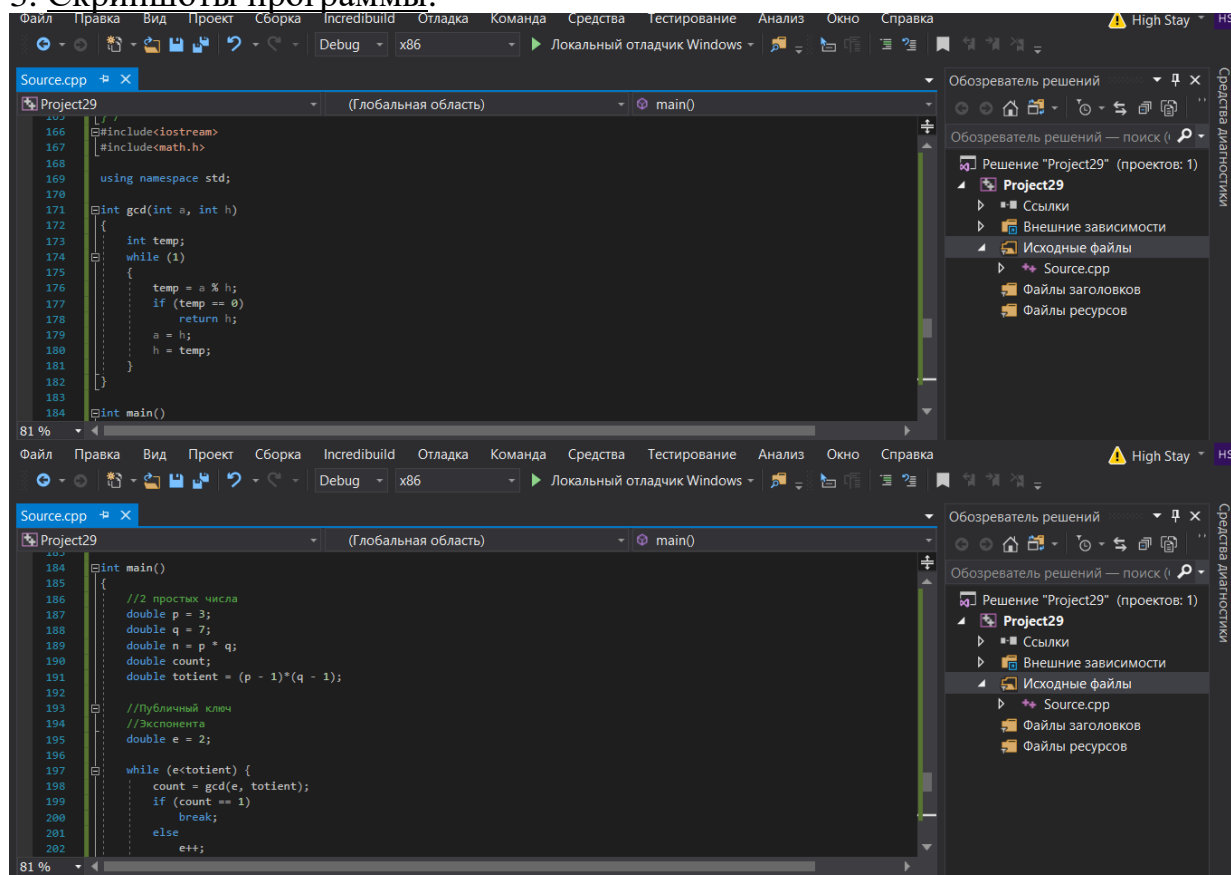 3. Скриншоты программы:
Файл Правка Вид Проект Сборка Incredibuild Отладка Команда Средства Тестирование Анализ Окно Справка High Stay HS
Debug x86 Локальный отладчик Windows
Source.cpp
Project29 (Глобальная область) main()
165 }*/
166 #include<iostream>
167 #include<math.h>
168
169 using namespace std;
170
171 int gcd(int a, int h)
172 {
173 int temp;
174 while (1)
175 {
176 temp = a % h;
177 if (temp == 0)
178 return h;
179 a = h;
180 h = temp;
181 }
182 }
183
184 int main()
81 %
Обозреватель решений
Обозреватель решений — поиск (
Решение "Project29" (проектов: 1)
Project29
Ссылки
Внешние зависимости
Исходные файлы
Source.cpp
Файлы заголовков
Файлы ресурсов
Средства диагностики
Файл Правка Вид Проект Сборка Incredibuild Отладка Команда Средства Тестирование Анализ Окно Справка High Stay HS
Debug x86 Локальный отладчик Windows
Source.cpp
Project29 (Глобальная область) main()
183
184 int main()
185 {
186 //2 простых числа
187 double p = 3;
188 double q = 7;
189 double n = p * q;
190 double count;
191 double totient = (p - 1)*(q - 1);
192
193 //Публичный ключ
194 //Экспонента
195 double e = 2;
196
197 while (e<totient) {
198 count = gcd(e, totient);
199 if (count == 1)
200 break;
201 else
202 e++;
81 %
Обозреватель решений
Обозреватель решений — поиск (
Решение "Project29" (проектов: 1)
Project29
Ссылки
Внешние зависимости
Исходные файлы
Source.cpp
Файлы заголовков
Файлы ресурсов
Средства диагностики